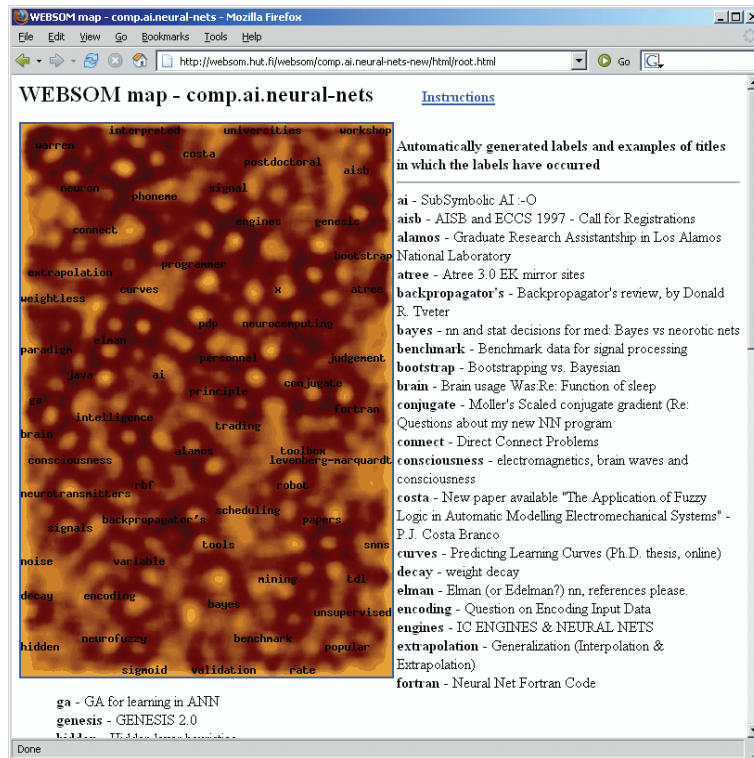 WEBSOM map - comp.ai.neural-nets - Mozilla Firefox
File Edit View Go Bookmarks Tools Help
http://websom.hut.fi/websom/comp.ai.neural-nets-new/html/root.html Go G
WEBSOM map - comp.ai.neural-nets Instructions
interpreted universities workshop
warren
costa
postdoctoral
aisb
neuron
signal
phoneme
engines genesis
connect
bootstrap
programmer
extrapolation
curves x atree
weightless
pdp neurocomputing
elman
paradigm
personnel judgement
java ai
conjugate
principle
ga
fortran
intelligence
trading
brain
alamos toolbox
consciousness levenberg-marquardt
rbf robot
neurotransmitters
scheduling
backpropagator's papers
signals
tools snns
noise variable
mining tdl
decay encoding
bayes
unsupervised
neurofuzzy benchmark
hidden popular
sigmoid validation rate
Automatically generated labels and examples of titles
in which the labels have occurred
ai - SubSymbolic AI :-O
aisb - AISB and ECCS 1997 - Call for Registrations
alamos - Graduate Research Assistantship in Los Alamos
National Laboratory
atree - Atree 3.0 EK mirror sites
backpropagator's - Backpropagator's review, by Donald
R. Tveter
bayes - nn and stat decisions for med: Bayes vs neorotic nets
benchmark - Benchmark data for signal processing
bootstrap - Bootstrapping vs. Bayesian
brain - Brain usage Was:Re: Function of sleep
conjugate - Moller's Scaled conjugate gradient (Re:
Questions about my new NN program
connect - Direct Connect Problems
consciousness - electromagnetics, brain waves and
consciousness
costa - New paper available "The Application of Fuzzy
Logic in Automatic Modelling Electromechanical Systems" -
P.J. Costa Branco
curves - Predicting Learning Curves (Ph.D. thesis, online)
decay - weight decay
elman - Elman (or Edelman?) nn, references please.
encoding - Question on Encoding Input Data
engines - IC ENGINES & NEURAL NETS
extrapolation - Generalization (Interpolation &
Extrapolation)
fortran - Neural Net Fortran Code
ga - GA for learning in ANN
genesis - GENESIS 2.0
Done